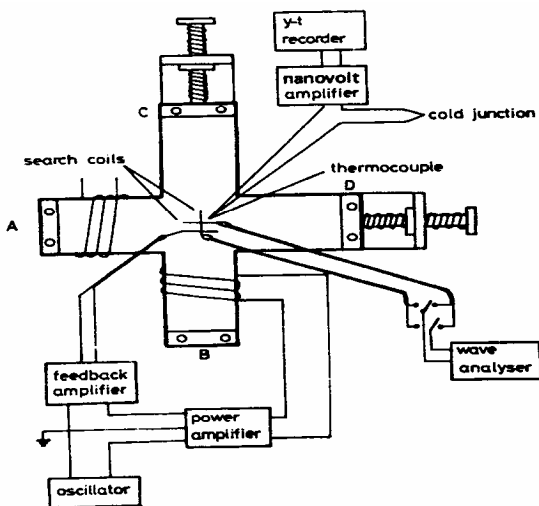 y-t
recorder
nanovolt
amplifier
C
cold junction
search coils
thermocouple
D
A
B
wave
analyser
feedback
amplifier
power
amplifier
oscillator